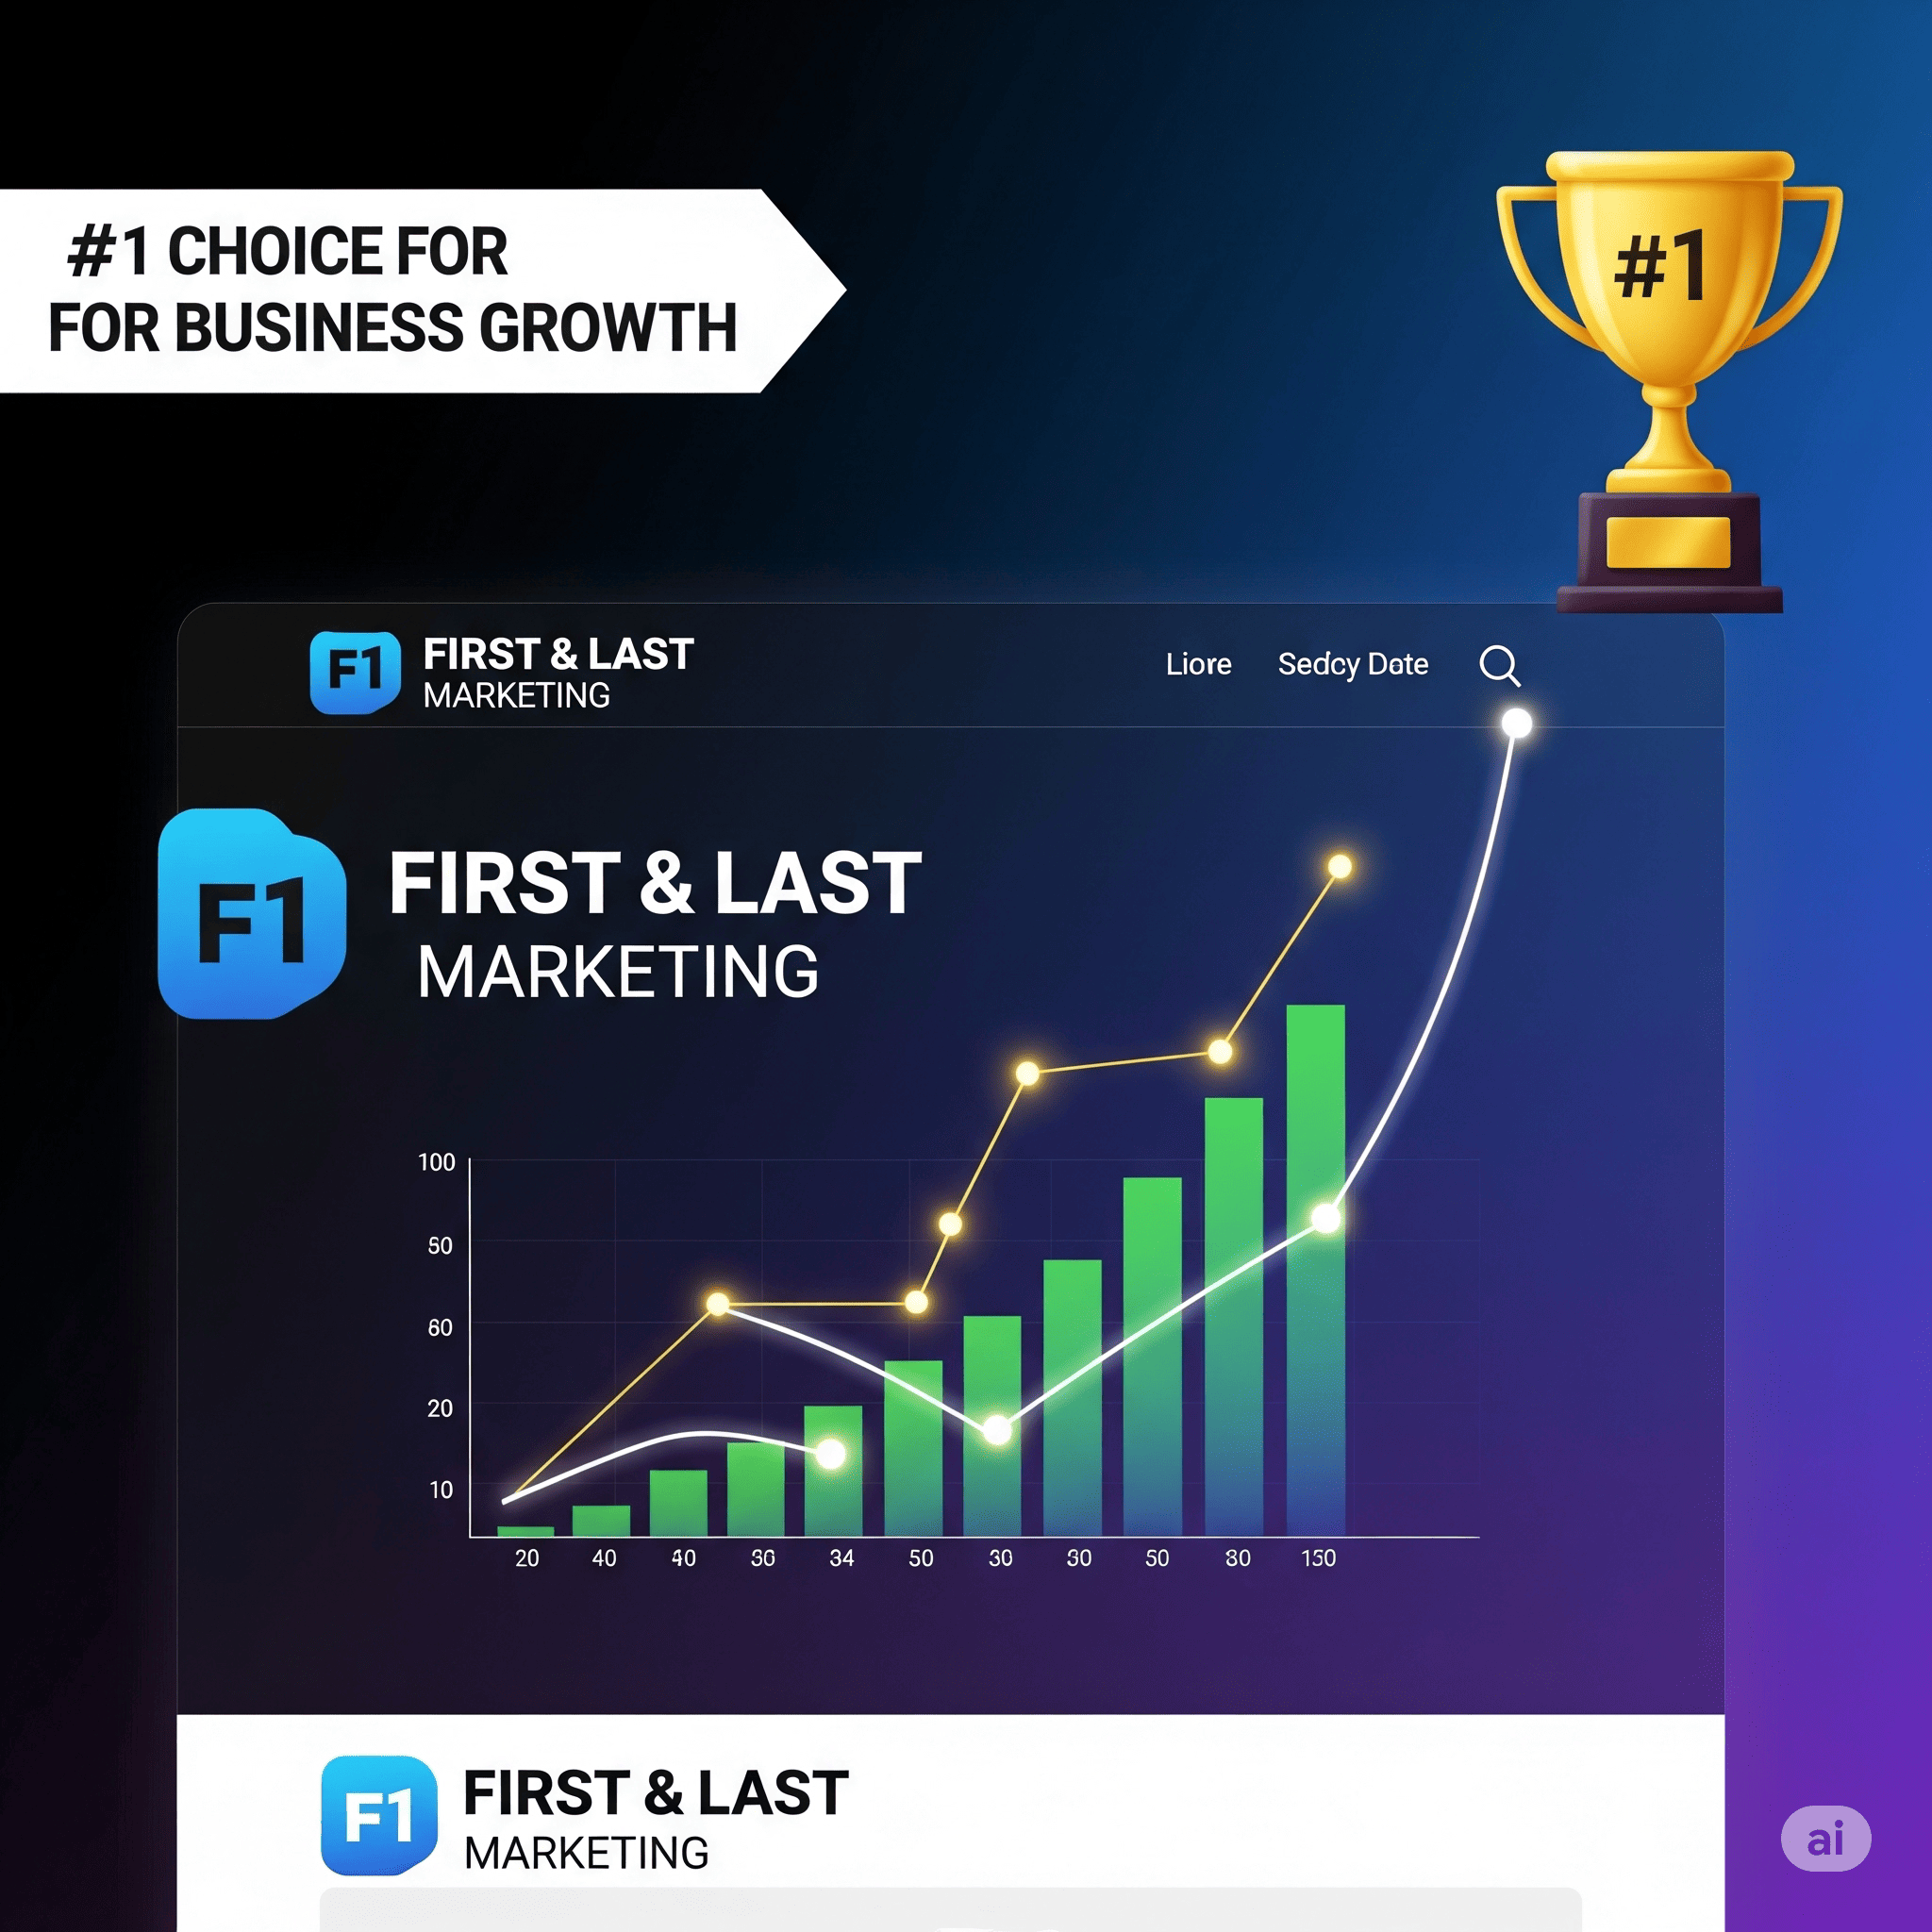 #1 CHOICE FOR
FOR BUSINESS GROWTH
#1
F1
FIRST & LAST
MARKETING
Liore
Sedcy Date
F1
FIRST & LAST
MARKETING
100
50
60
20
10
20
40
40
30
34
50
30
30
50
80
150
F1
FIRST & LAST
MARKETING
ai